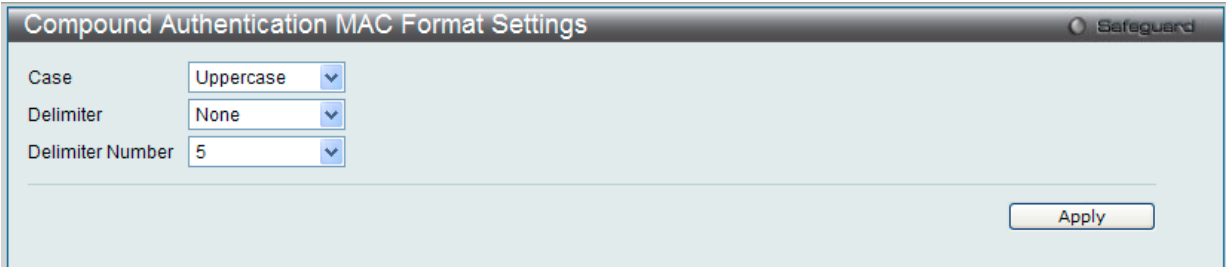 Compound Authentication MAC Format Settings
Safeguard
Case Uppercase
Delimiter None
Delimiter Number 5
Apply